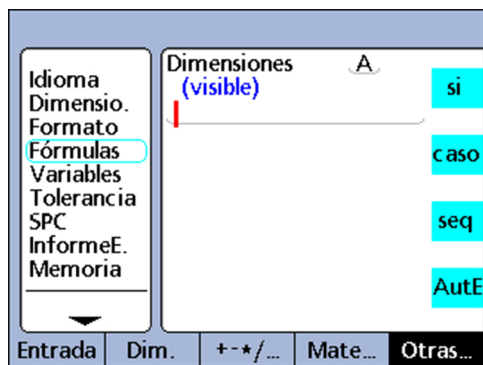 Idioma
Dimensio.
Formato
Fórmulas
Variables
Tolerancia
SPC
InformeE.
Memoria
Dimensiones A
(visible)
si
caso
seq
AutE
Entrada Dim. +-*/... Mate... Otras...